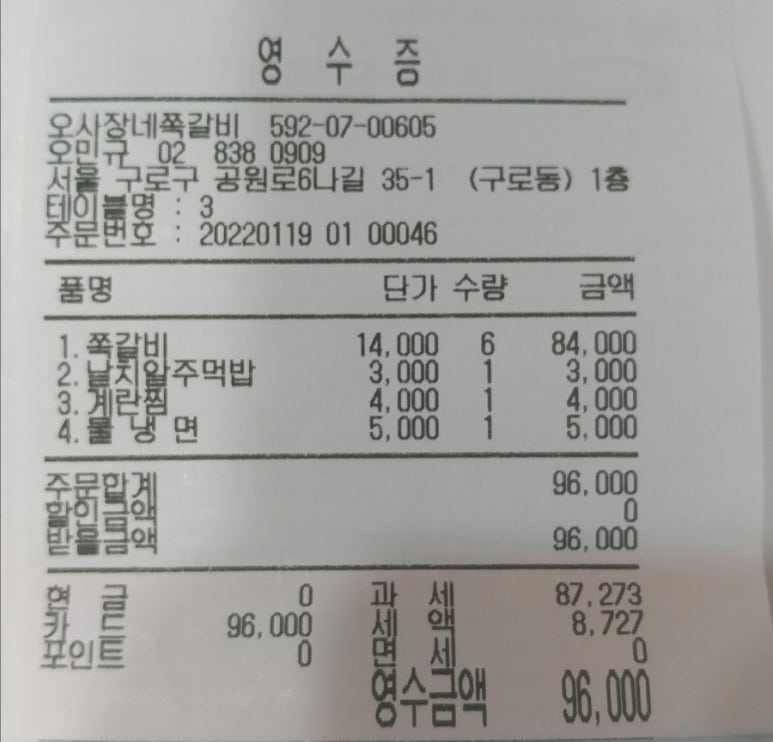 영 수 증
오사장네쪽갈비 592-07-00605
오민규 02 838 0909
서울 구로구 공원로6나길 35-1 (구로동) 1층
테이블명 : 3
주문번호 : 20220119 01 00046
품명 단가 수량 금액
1. 쪽갈비 14,000 6 84,000
2. 날치알주먹밥 3,000 1 3,000
3. 계란찜 4,000 1 4,000
4. 물 냉 면 5,000 1 5,000
주문합계 96,000
할인금액 0
받을금액 96,000
현 금 0 과 세 87,273
카 드 96,000 세 액 8,727
포인트 0 면 세 0
영수금액 96,000